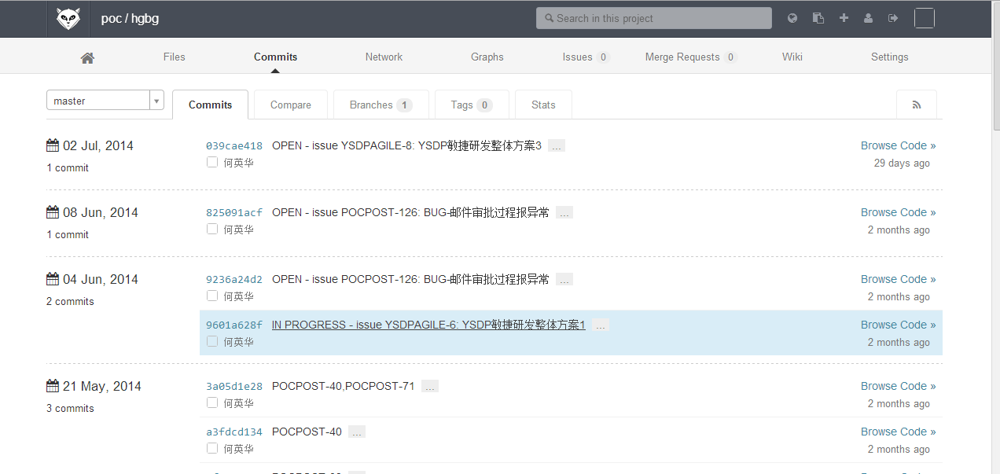 poc / hgbg
Search in this project
Home Files Commits Network Graphs Issues 0 Merge Requests 0 Wiki Settings
master Commits Compare Branches 1 Tags 0 Stats
02 Jul, 2014 039cae418 OPEN - issue YSDPAGILE-8: YSDP敏捷研发整体方案3 ... Browse Code »
1 commit 何英华 29 days ago
08 Jun, 2014 825091acf OPEN - issue POCPOST-126: BUG-邮件审批过程报异常 ... Browse Code »
1 commit 何英华 2 months ago
04 Jun, 2014 9236a24d2 OPEN - issue POCPOST-126: BUG-邮件审批过程报异常 ... Browse Code »
2 commits 何英华 2 months ago
9601a628f IN PROGRESS - issue YSDPAGILE-6: YSDP敏捷研发整体方案1 ... Browse Code »
何英华 2 months ago
21 May, 2014 3a05d1e28 POCPOST-40,POCPOST-71 ... Browse Code »
3 commits 何英华 2 months ago
a3fdcd134 POCPOST-40 ... Browse Code »
何英华 2 months ago